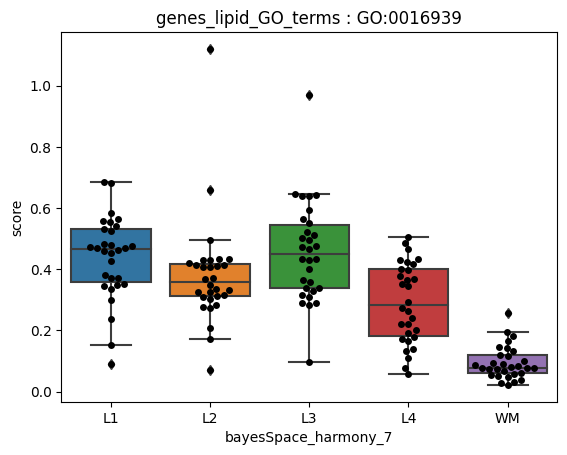 genes_lipid_GO_terms : GO:0016939
1.0
0.8
0.6
0.4
0.2
0.0
score
L1 L2 L3 L4 WM
bayesSpace_harmony_7